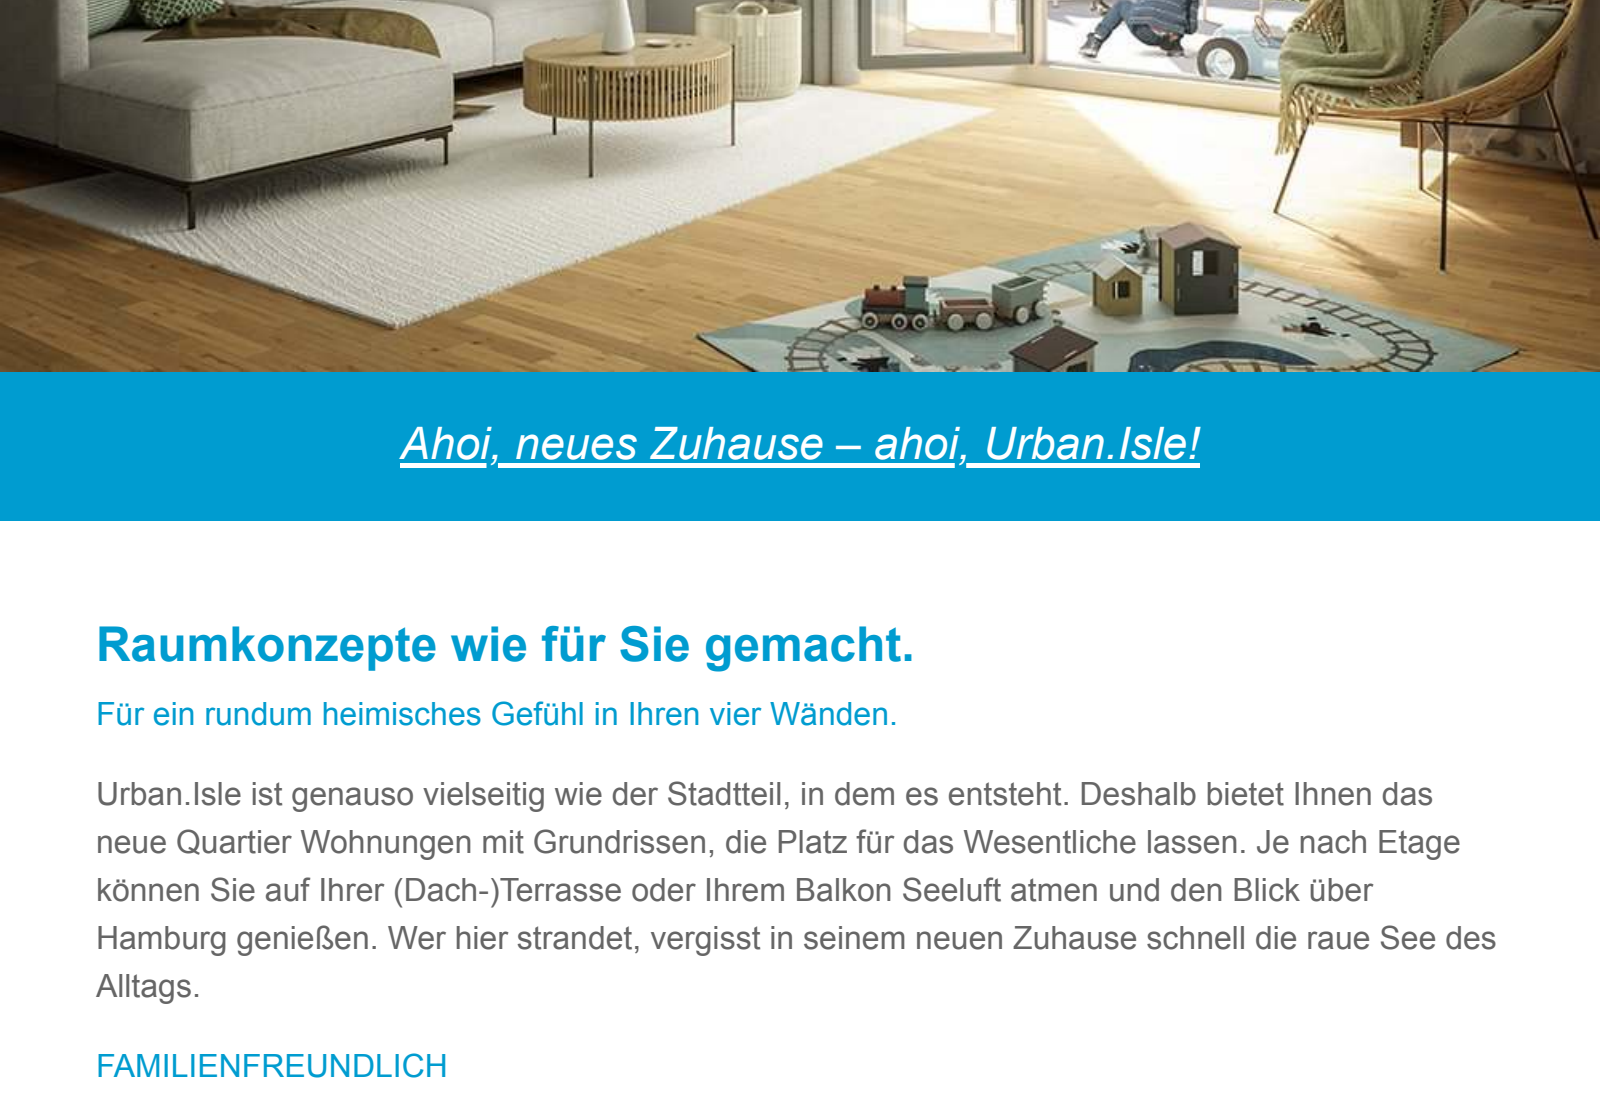 Ahoi, neues Zuhause – ahoi, Urban.Isle!
Raumkonzepte wie für Sie gemacht.
Für ein rundum heimisches Gefühl in Ihren vier Wänden.
Urban.Isle ist genauso vielseitig wie der Stadtteil, in dem es entsteht. Deshalb bietet Ihnen das
neue Quartier Wohnungen mit Grundrissen, die Platz für das Wesentliche lassen. Je nach Etage
können Sie auf Ihrer (Dach-)Terrasse oder Ihrem Balkon Seeluft atmen und den Blick über
Hamburg genießen. Wer hier strandet, vergisst in seinem neuen Zuhause schnell die raue See des
Alltags.
FAMILIENFREUNDLICH